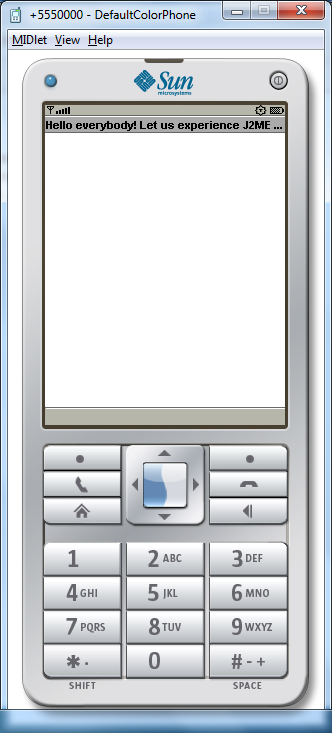 +5550000 - DefaultColorPhone
MIDlet View Help
Sun
microsystems
Hello everybody! Let us experience J2ME ...
1 2 ABC 3 DEF
4 GHI 5 JKL 6 MNO
7 PQRS 8 TUV 9 WXYZ
* . 0 # - +
SHIFT SPACE